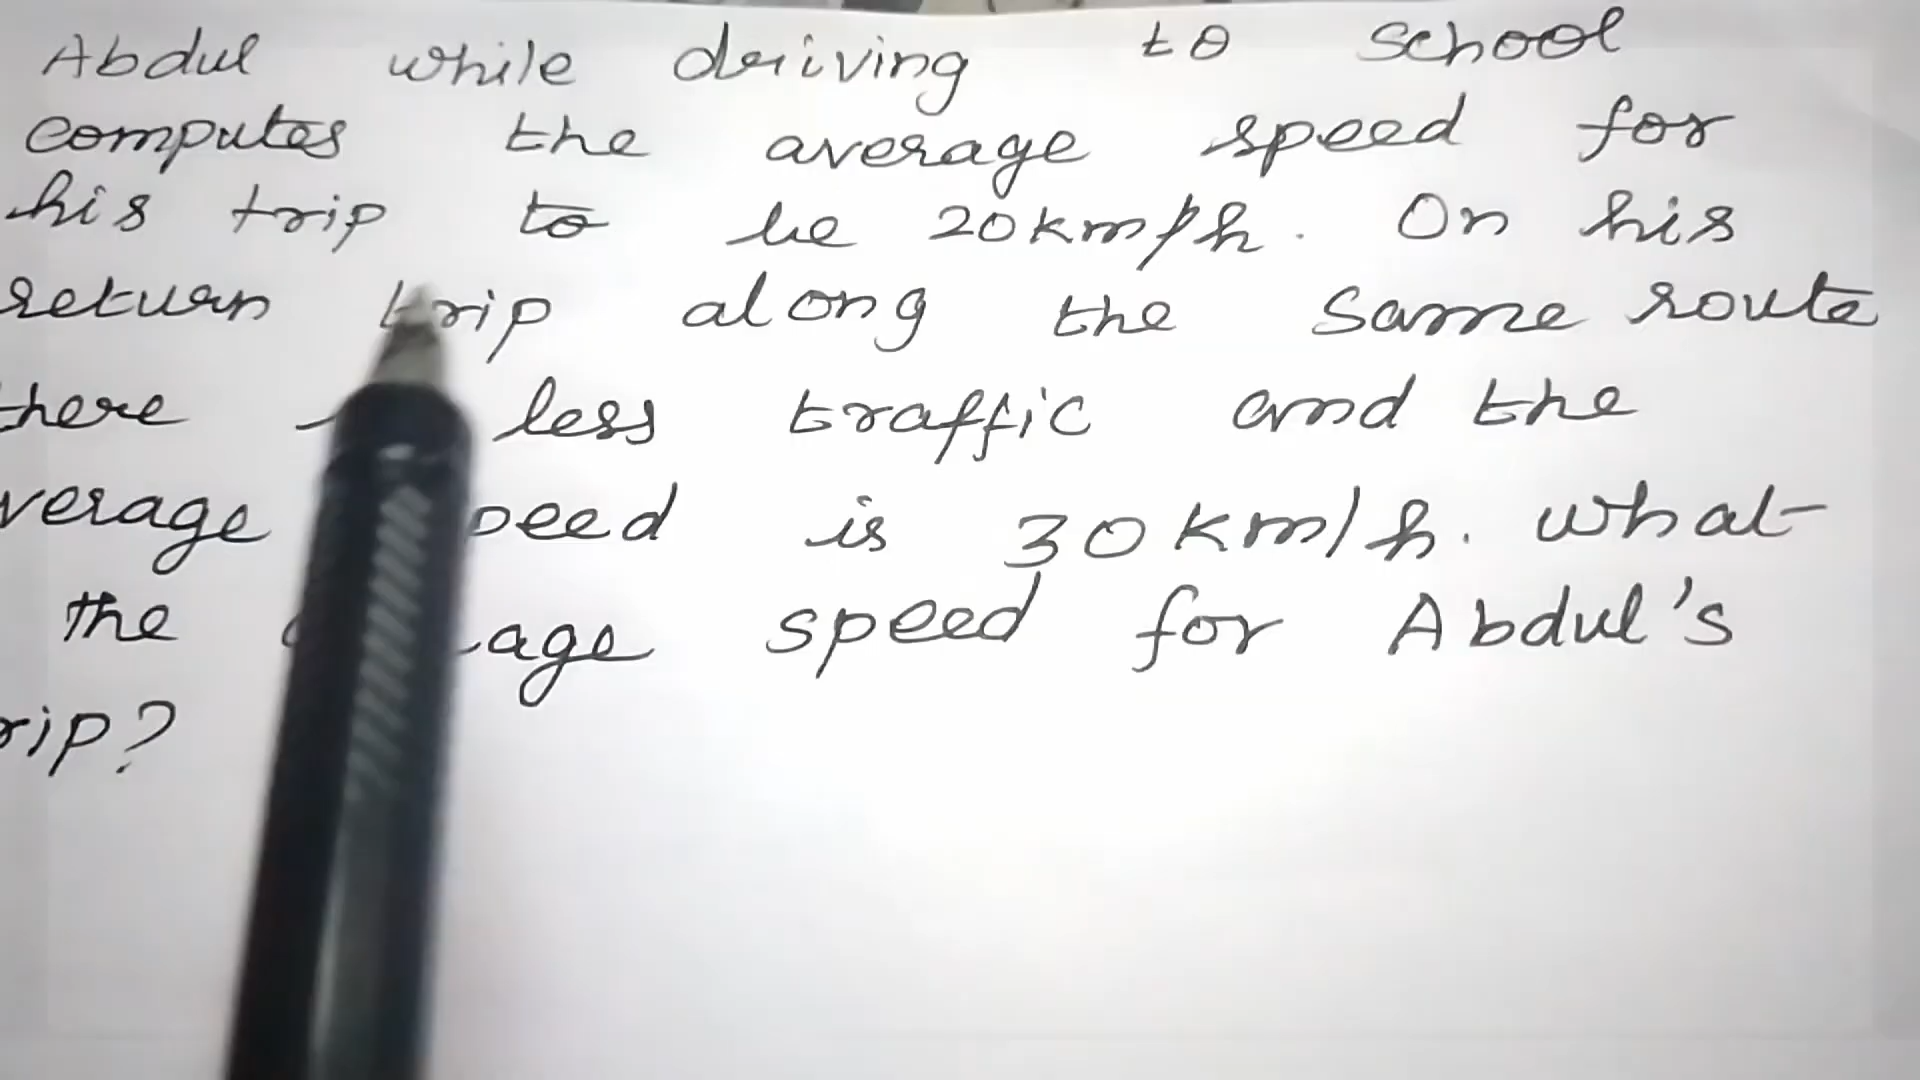 Abdul while driving to school
computes the average speed for
his trip to be 20km/h. On his
return trip along the same route
there less traffic and the
verage peed is 30km/h. what
the age speed for Abdul's
rip?